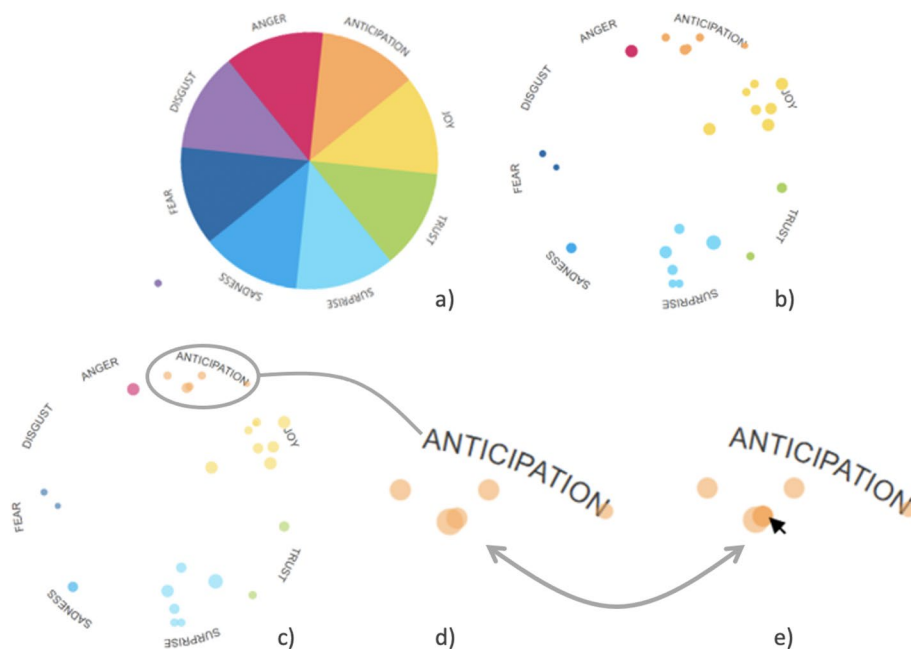 ANGER
ANTICIPATION
DISGUST
JOY
FEAR
TRUST
SADNESS
SURPRISE
a)
ANGER
ANTICIPATION
DISGUST
JOY
FEAR
TRUST
SADNESS
SURPRISE
b)
ANGER
ANTICIPATION
DISGUST
JOY
FEAR
TRUST
SADNESS
SURPRISE
c)
ANTICIPATION
d)
ANTICIPATION
e)